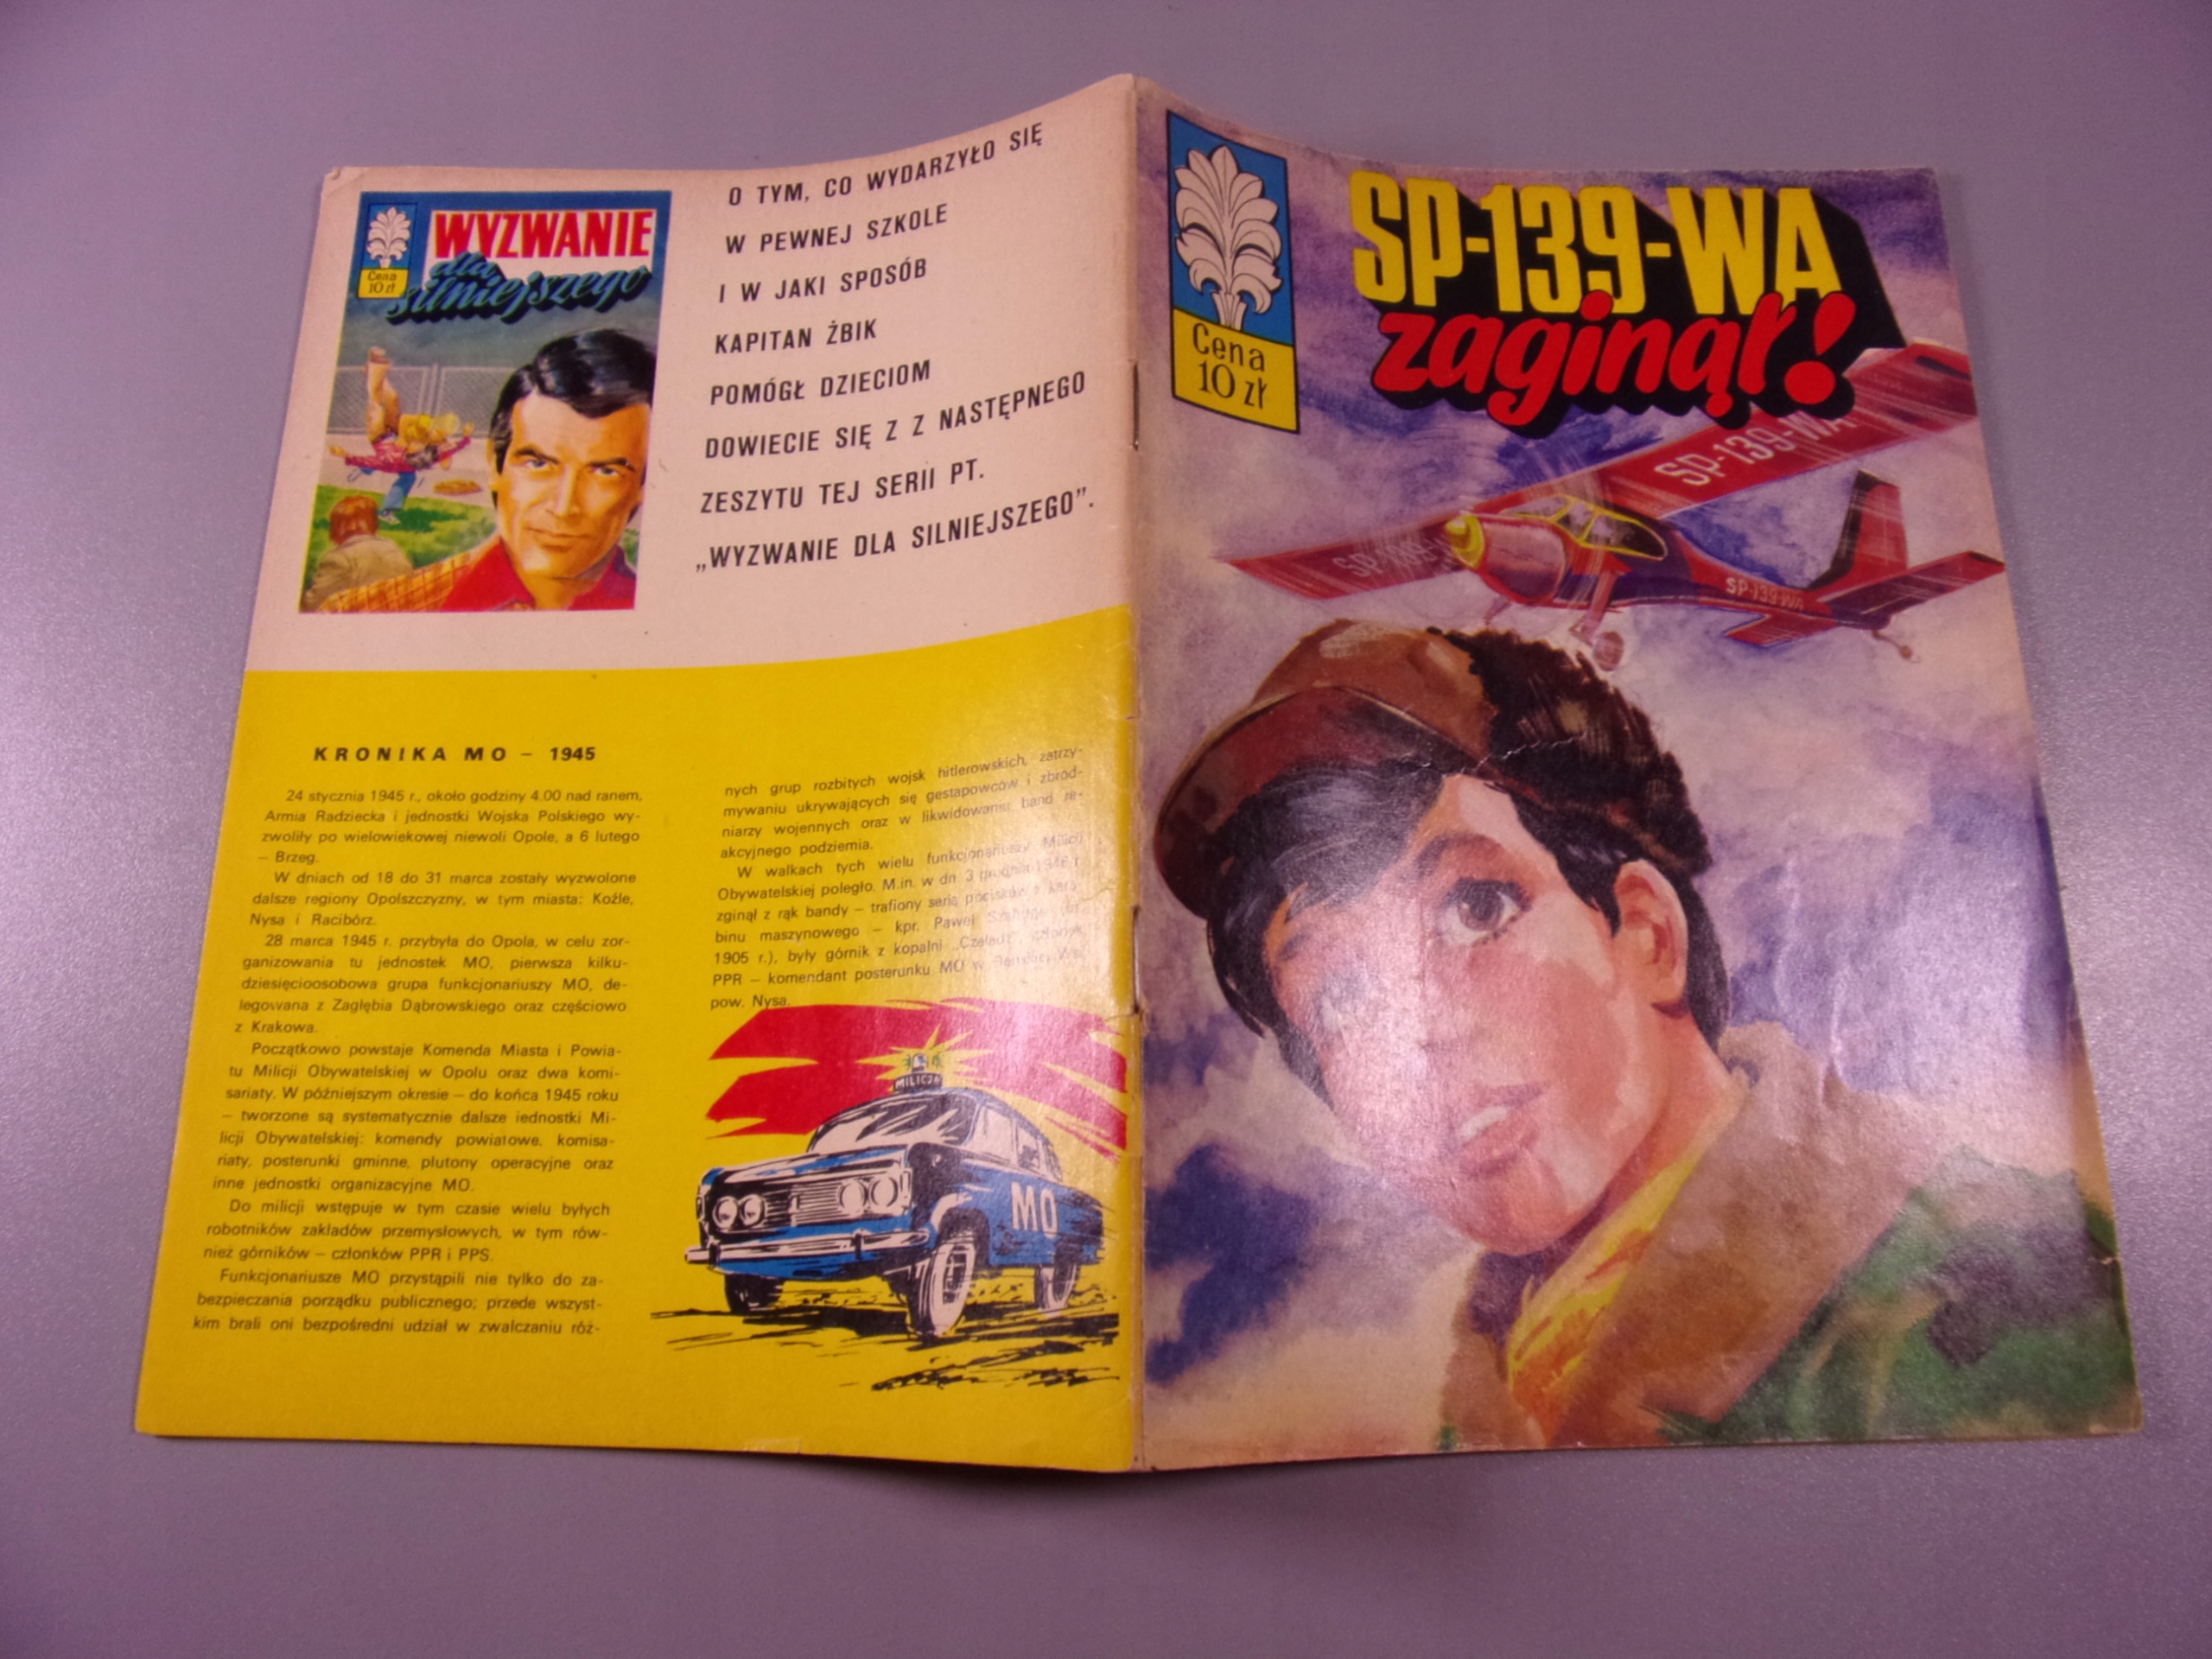 WYZWANIE
dla
silniejszego
Cena
10 zł
O TYM, CO WYDARZYŁO SIĘ
W PEWNEJ SZKOLE
I W JAKI SPOSÓB
KAPITAN ŻBIK
POMÓGŁ DZIECIOM
DOWIECIE SIĘ Z Z NASTĘPNEGO
ZESZYTU TEJ SERII PT.
„WYZWANIE DLA SILNIEJSZEGO”.
KRONIKA MO – 1945
24 stycznia 1945 r., około godziny 4.00 nad ranem,
Armia Radziecka i jednostki Wojska Polskiego wy-
zwoliły po wielowiekowej niewoli Opole, a 6 lutego
– Brzeg.
W dniach od 18 do 31 marca zostały wyzwolone
dalsze regiony Opolszczyzny, w tym miasta: Koźle,
Nysa i Racibórz.
28 marca 1945 r. przybyła do Opola, w celu zor-
ganizowania tu jednostek MO, pierwsza kilku-
dziesięcioosobowa grupa funkcjonariuszy MO, de-
legowana z Zagłębia Dąbrowskiego oraz częściowo
z Krakowa.
Początkowo powstaje Komenda Miasta i Powia-
tu Milicji Obywatelskiej w Opolu oraz dwa komi-
sariaty. W późniejszym okresie – do końca 1945 roku
– tworzone są systematycznie dalsze iednostki Mi-
licji Obywatelskiej: komendy powiatowe, komisa-
riaty, posterunki gminne, plutony operacyjne oraz
inne jednostki organizacyjne MO.
Do milicji wstępuje w tym czasie wielu byłych
robotników zakładów przemysłowych, w tym rów-
nież górników – członków PPR i PPS.
Funkcjonariusze MO przystąpili nie tylko do za-
bezpieczania porządku publicznego; przede wszyst-
kim brali oni bezpośredni udział w zwalczaniu róż-
nych grup rozbitych wojsk hitlerowskich, zatrzy-
mywaniu ukrywających się gestapowców i zbrod-
niarzy wojennych oraz w likwidowaniu band re-
akcyjnego podziemia.
W walkach tych wielu funkcjonariuszy Milicji
Obywatelskiej poległo. M.in. w dn. 3 grudnia 1946 r.
zginął z rąk bandy – trafiony serią pocisków z kara-
binu maszynowego – kpr. Paweł
1905 r.), były górnik z kopalni „Czeladź”, członek
PPR – komendant posterunku MO w
pow. Nysa.
MILICJA
MO
Cena
10 zł
SP-139-WA
zaginął!
SP-139-WA
SP-139-WA